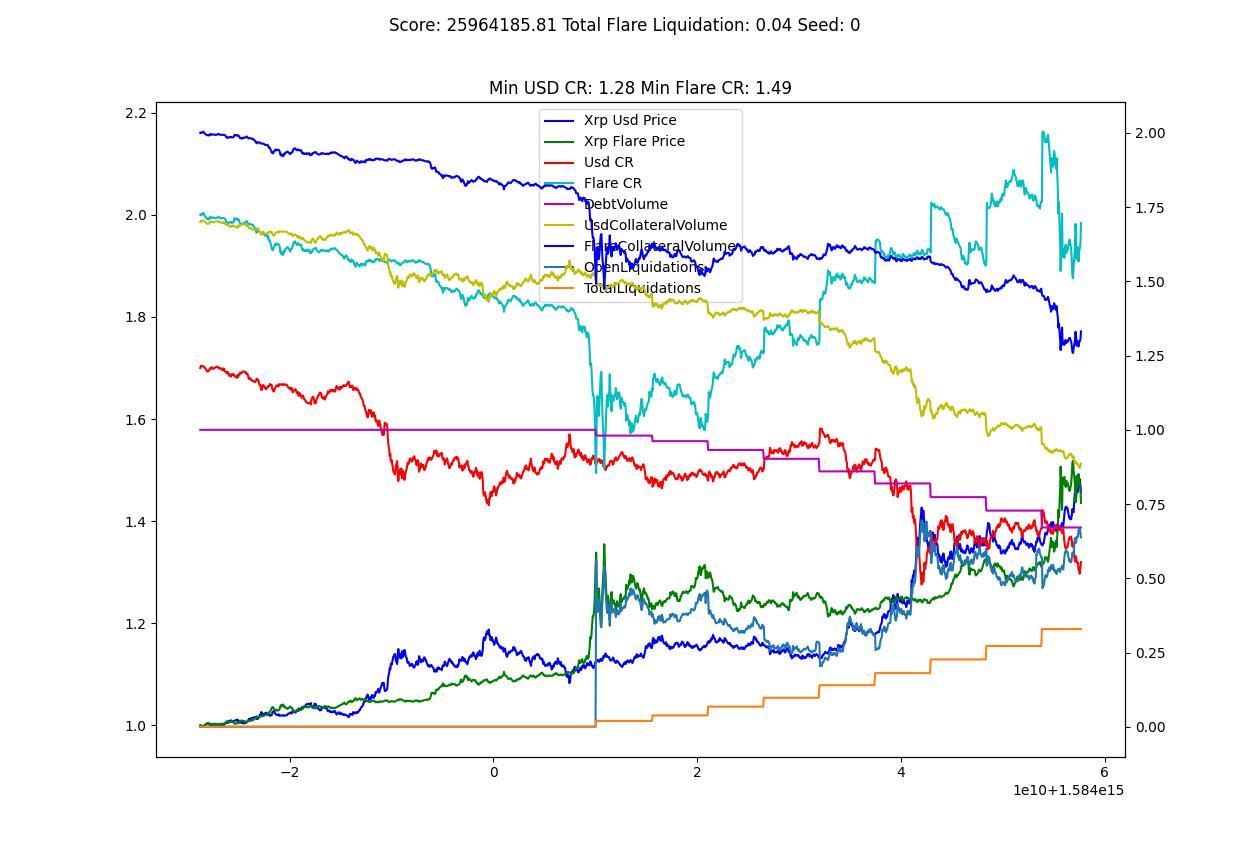 Score: 25964185.81 Total Flare Liquidation: 0.04 Seed: 0
Min USD CR: 1.28 Min Flare CR: 1.49
Xrp Usd Price
Xrp Flare Price
Usd CR
Flare CR
DebtVolume
UsdCollateralVolume
FlareCollateralVolume
OpenLiquidations
TotalLiquidations
2.2
2.0
1.8
1.6
1.4
1.2
1.0
2.00
1.75
1.50
1.25
1.00
0.75
0.50
0.25
0.00
−2
0
2
4
6
1e10+1.584e15